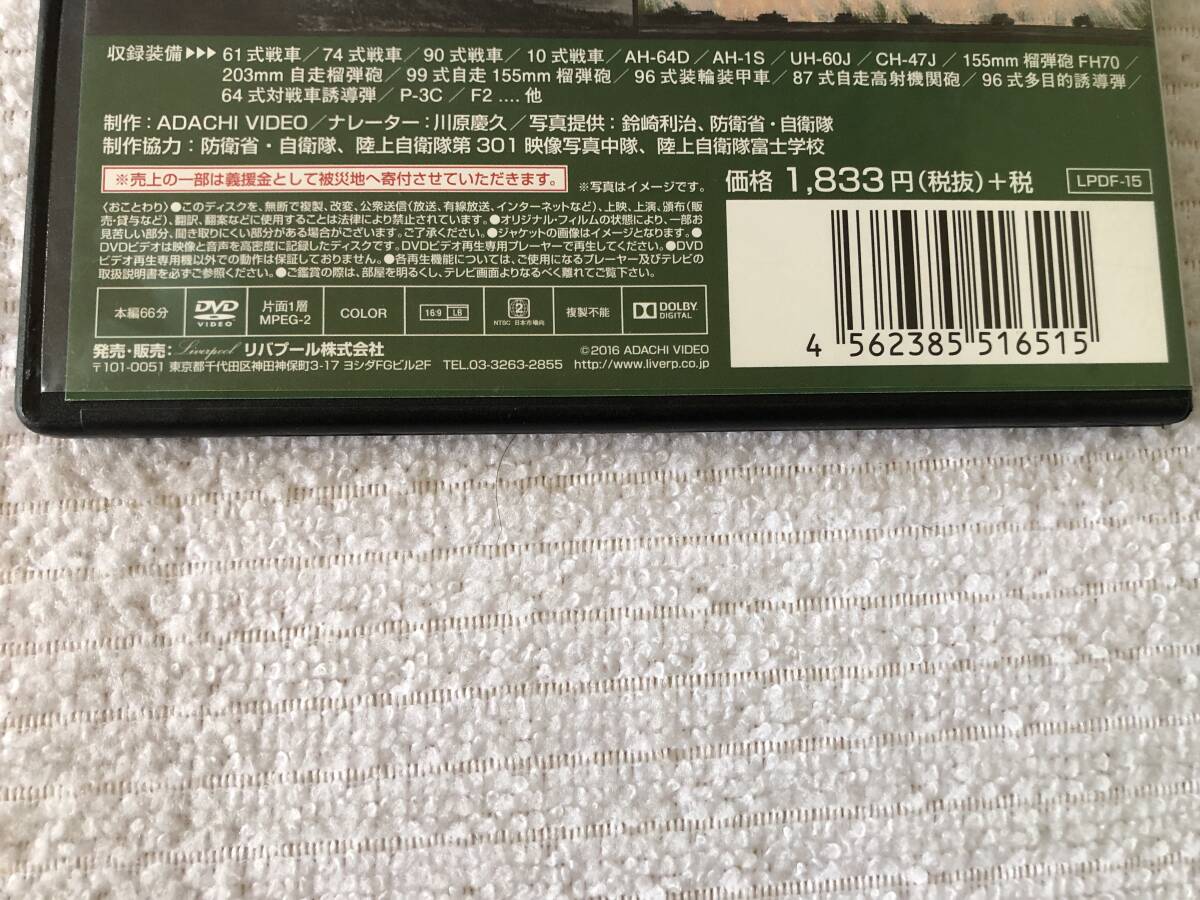 収録装備▶▶▶ 61式戦車／74式戦車／90式戦車／10式戦車／AH-64D／AH-1S／UH-60J／CH-47J／155mm 榴弾砲 FH70／
203mm 自走榴弾砲／99式自走155mm 榴弾砲／96式装輪装甲車／87式自走高射機関砲／96式多目的誘導弾／
64式対戦車誘導弾／P-3C／F2 ‥‥他
制作：ADACHI VIDEO／ナレーター：川原慶久／写真提供：鈴崎利治、防衛省・自衛隊
制作協力：防衛省・自衛隊、陸上自衛隊第301映像写真中隊、陸上自衛隊富士学校
※売上の一部は義援金として被災地へ寄付させていただきます。
※写真はイメージです。
価格 1,833円(税抜)+税
LPDF-15
〈おことわり〉●このディスクを、無断で複製、改変、公衆送信(放送、有線放送、インターネットなど)、上映、上演、頒布(販
売・貸与など)、翻訳、翻案などに使用することは法律により禁止されています。●オリジナル・フィルムの状態により、一部お
見苦しい部分、聞き取りにくい部分がある場合がございます。ご了承ください。●ジャケットの画像はイメージとなります。●
DVDビデオは映像と音声を高密度に記録したディスクです。DVDビデオ再生専用プレーヤーで再生してください。●DVD
ビデオ再生専用機以外での動作は保証しておりません。●各再生機能については、ご使用になるプレーヤー及びテレビの
取扱説明書を必ずご参照ください。●ご鑑賞の際は、部屋を明るくし、テレビ画面よりなるべく離れてご覧下さい。
本編66分
DVD VIDEO
片面1層 MPEG-2
COLOR
16:9 LB
2 NTSC 日本市場向
複製不能
DOLBY DIGITAL
発売・販売：Liverpool リバプール株式会社
©2016 ADACHI VIDEO
〒101-0051 東京都千代田区神田神保町3-17 ヨシダFGビル2F TEL.03-3263-2855 http://www.liverp.co.jp
4 562385 516515